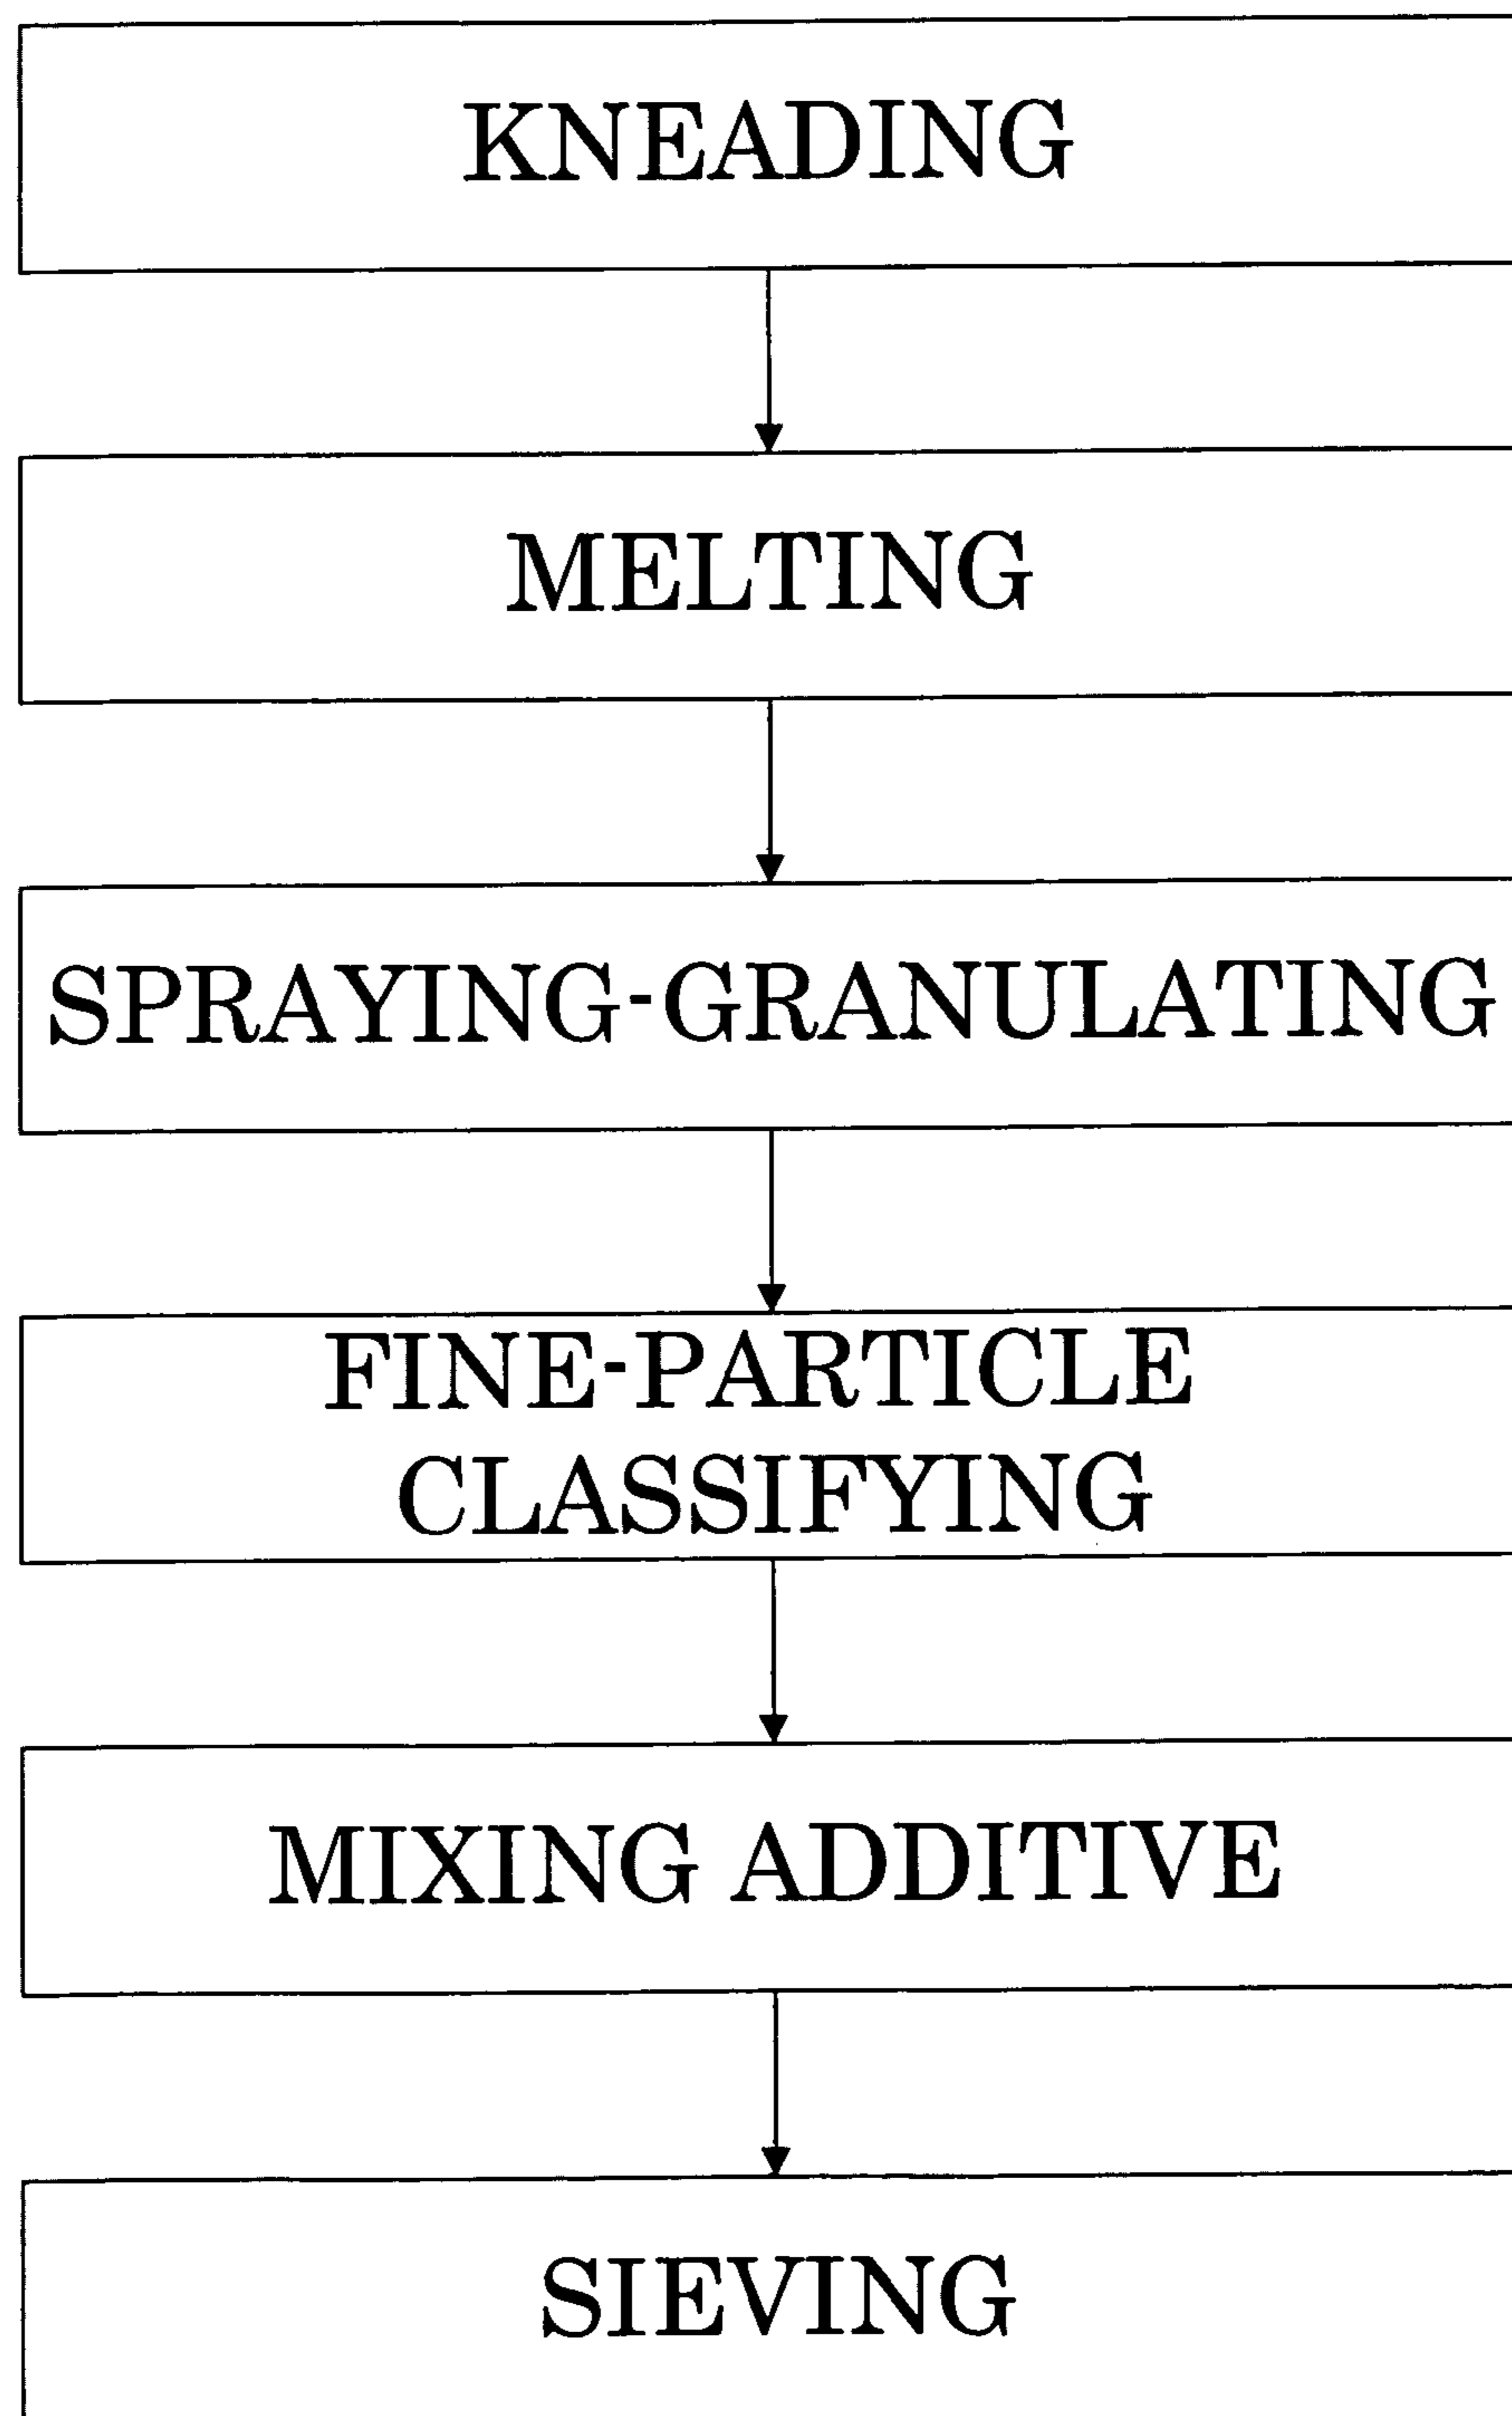 KNEADING
MELTING
SPRAYING-GRANULATING
FINE-PARTICLE
CLASSIFYING
MIXING ADDITIVE
SIEVING